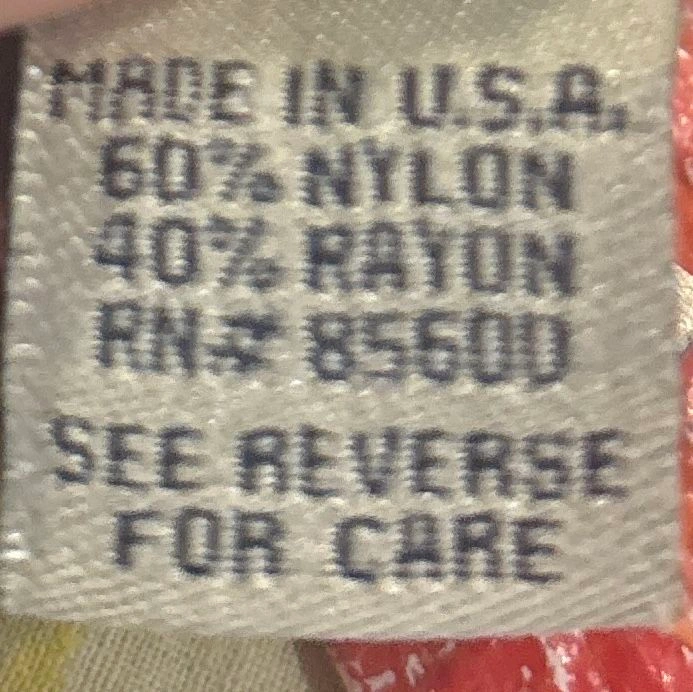 MADE IN U.S.A.
60% NYLON
40% RAYON
RN# 85600
SEE REVERSE
FOR CARE